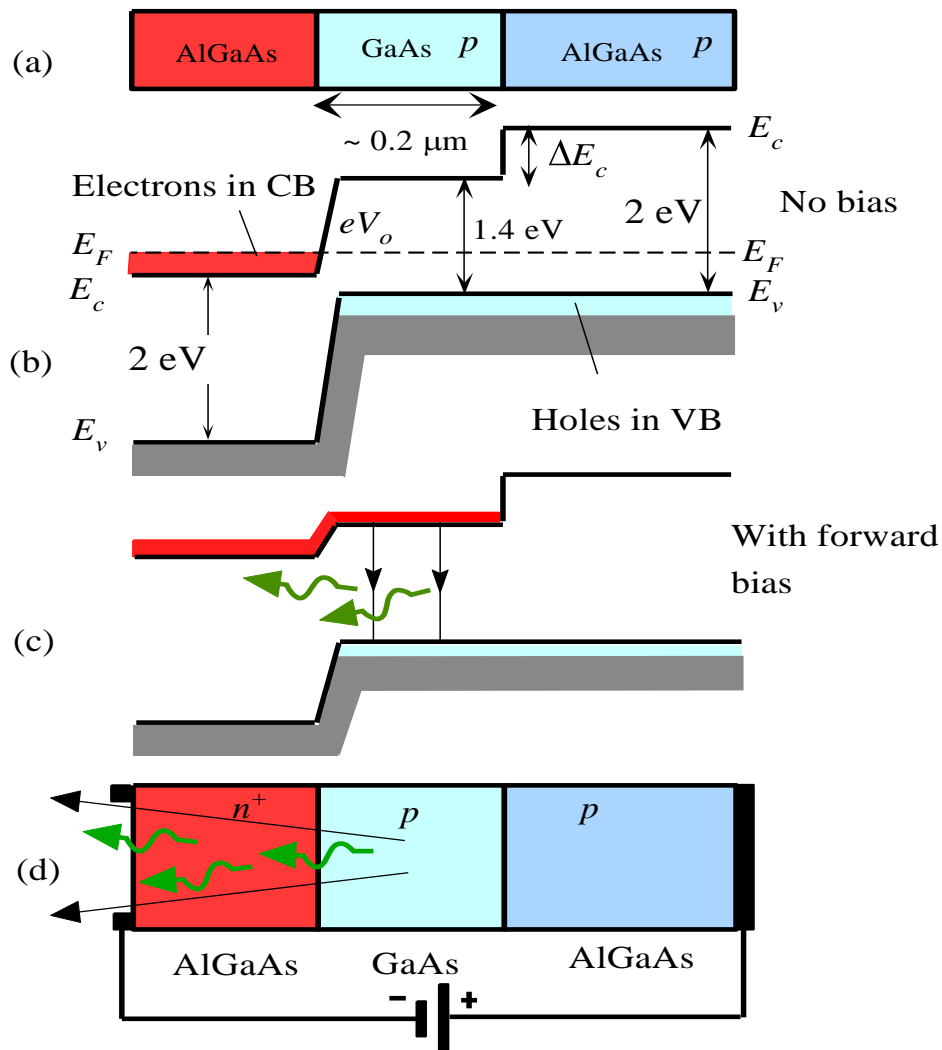 (a)
AlGaAs
GaAs p
AlGaAs p
~ 0.2 μm
E_c
ΔE_c
Electrons in CB
eV_o
1.4 eV
2 eV
No bias
E_F
E_F
E_c
E_v
(b)
2 eV
Holes in VB
E_v
With forward
bias
(c)
n⁺
p
p
(d)
AlGaAs
GaAs
AlGaAs
- +